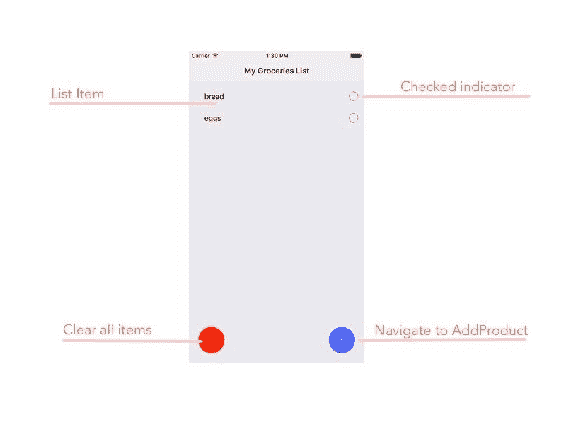 Carrier 1:30 PM
My Groceries List
List Item
bread
Checked indicator
eggs
Clear all items
Navigate to AddProduct